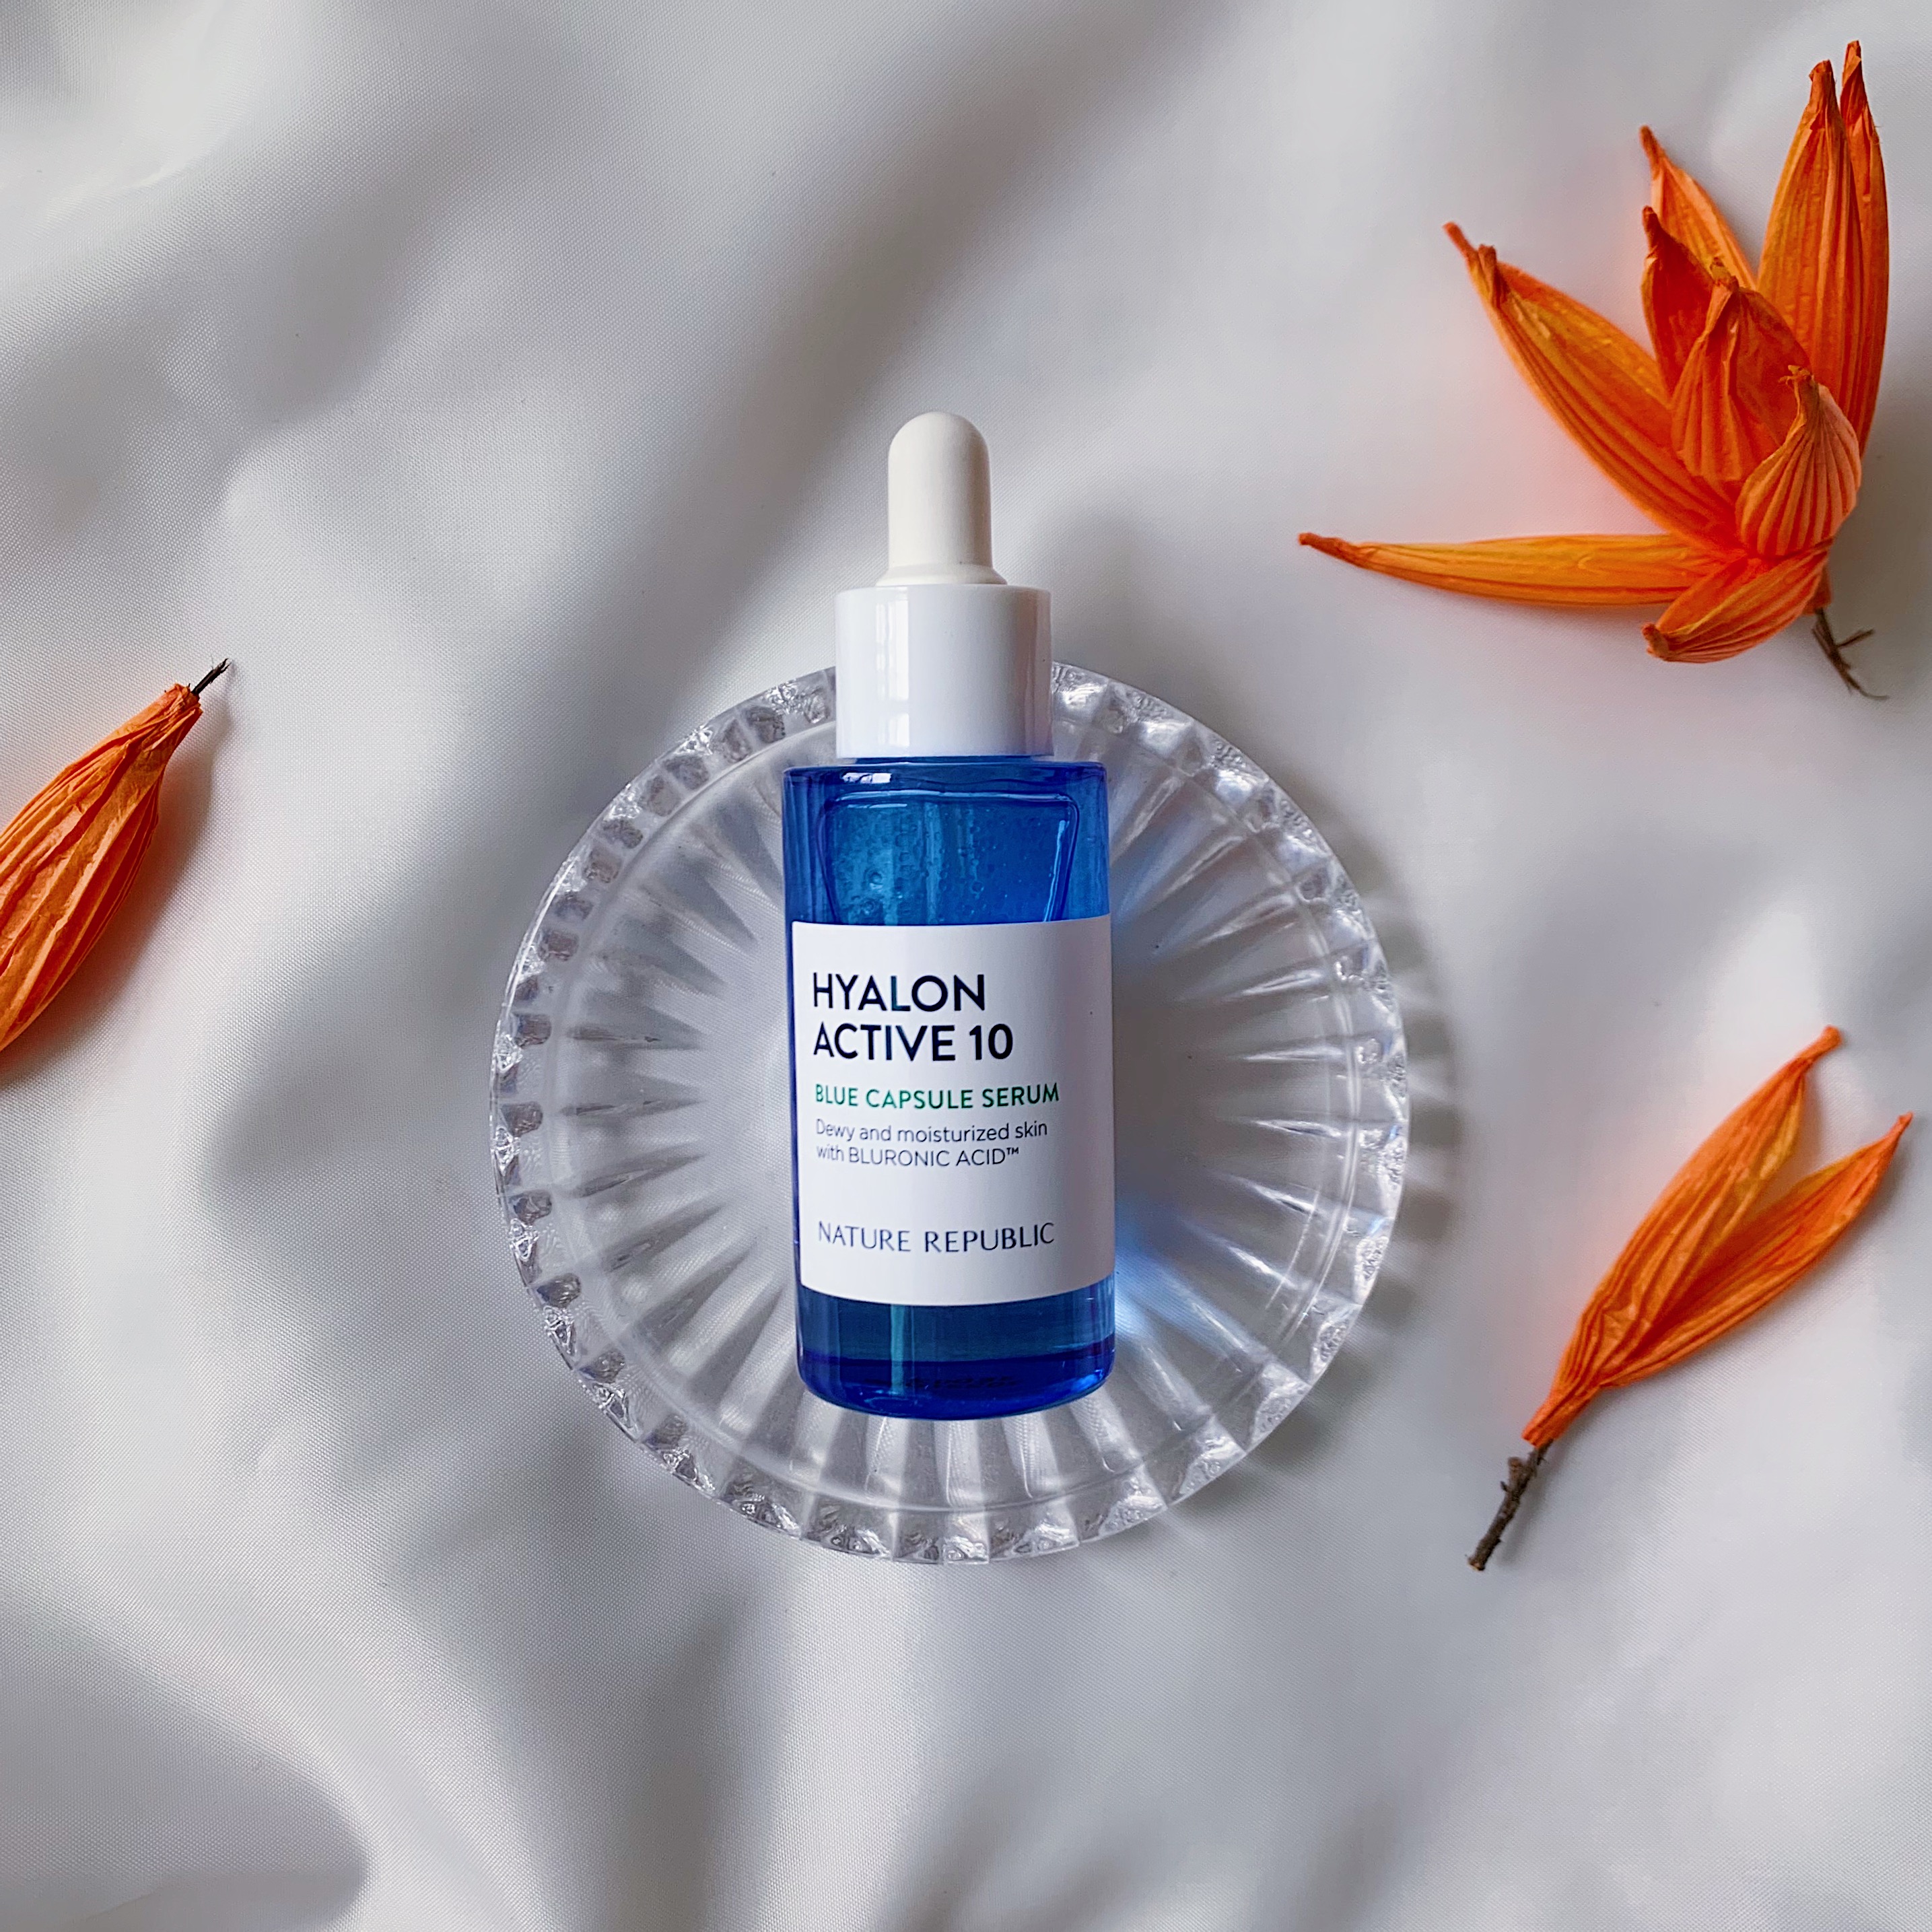 HYALON
ACTIVE 10
BLUE CAPSULE SERUM
Dewy and moisturized skin
with BLURONIC ACID™
NATURE REPUBLIC